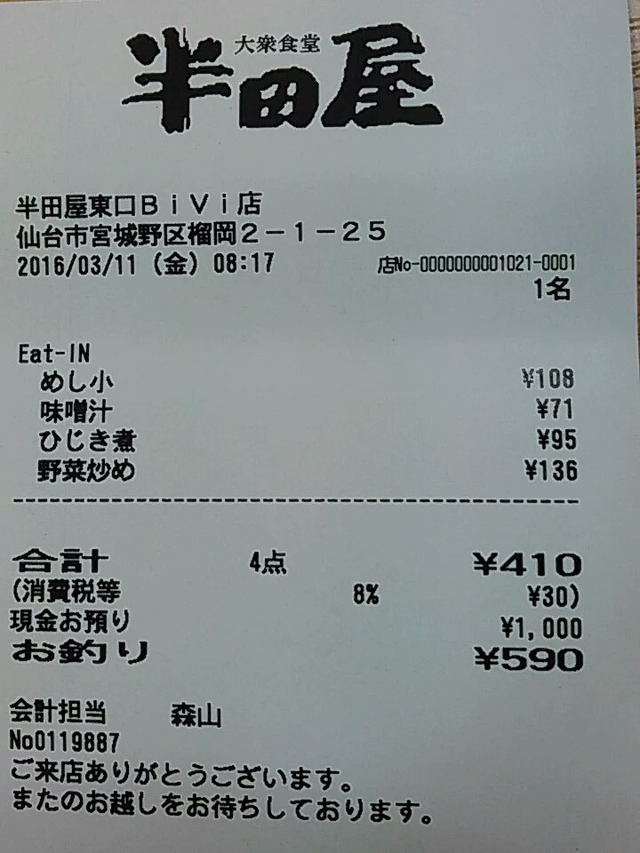 大衆食堂
半田屋
半田屋東口BiVi店
仙台市宮城野区榴岡2-1-25
2016/03/11 (金) 08:17 店No-0000000001021-0001
1名
Eat-IN
めし小 ¥108
味噌汁 ¥71
ひじき煮 ¥95
野菜炒め ¥136
合計 4点 ¥410
(消費税等 8% ¥30)
現金お預り ¥1,000
お釣り ¥590
会計担当 森山
No0119887
ご来店ありがとうございます。
またのお越しをお待ちしております。